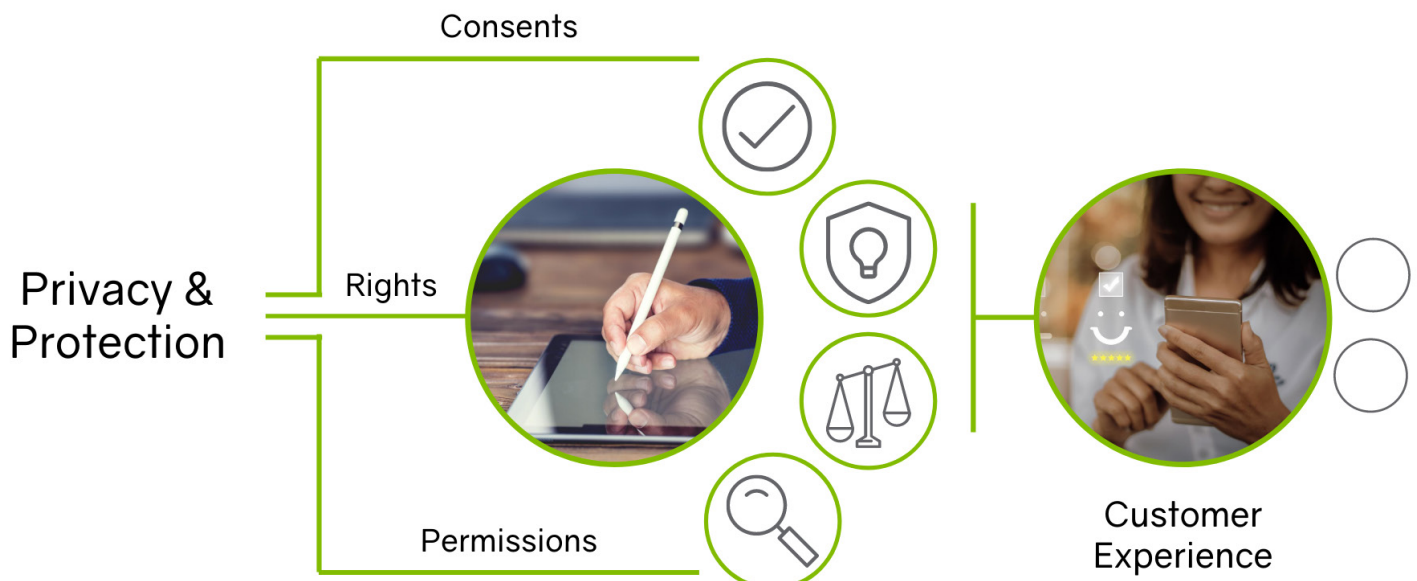 Consents
Privacy &
Protection
Rights
Permissions
Customer
Experience